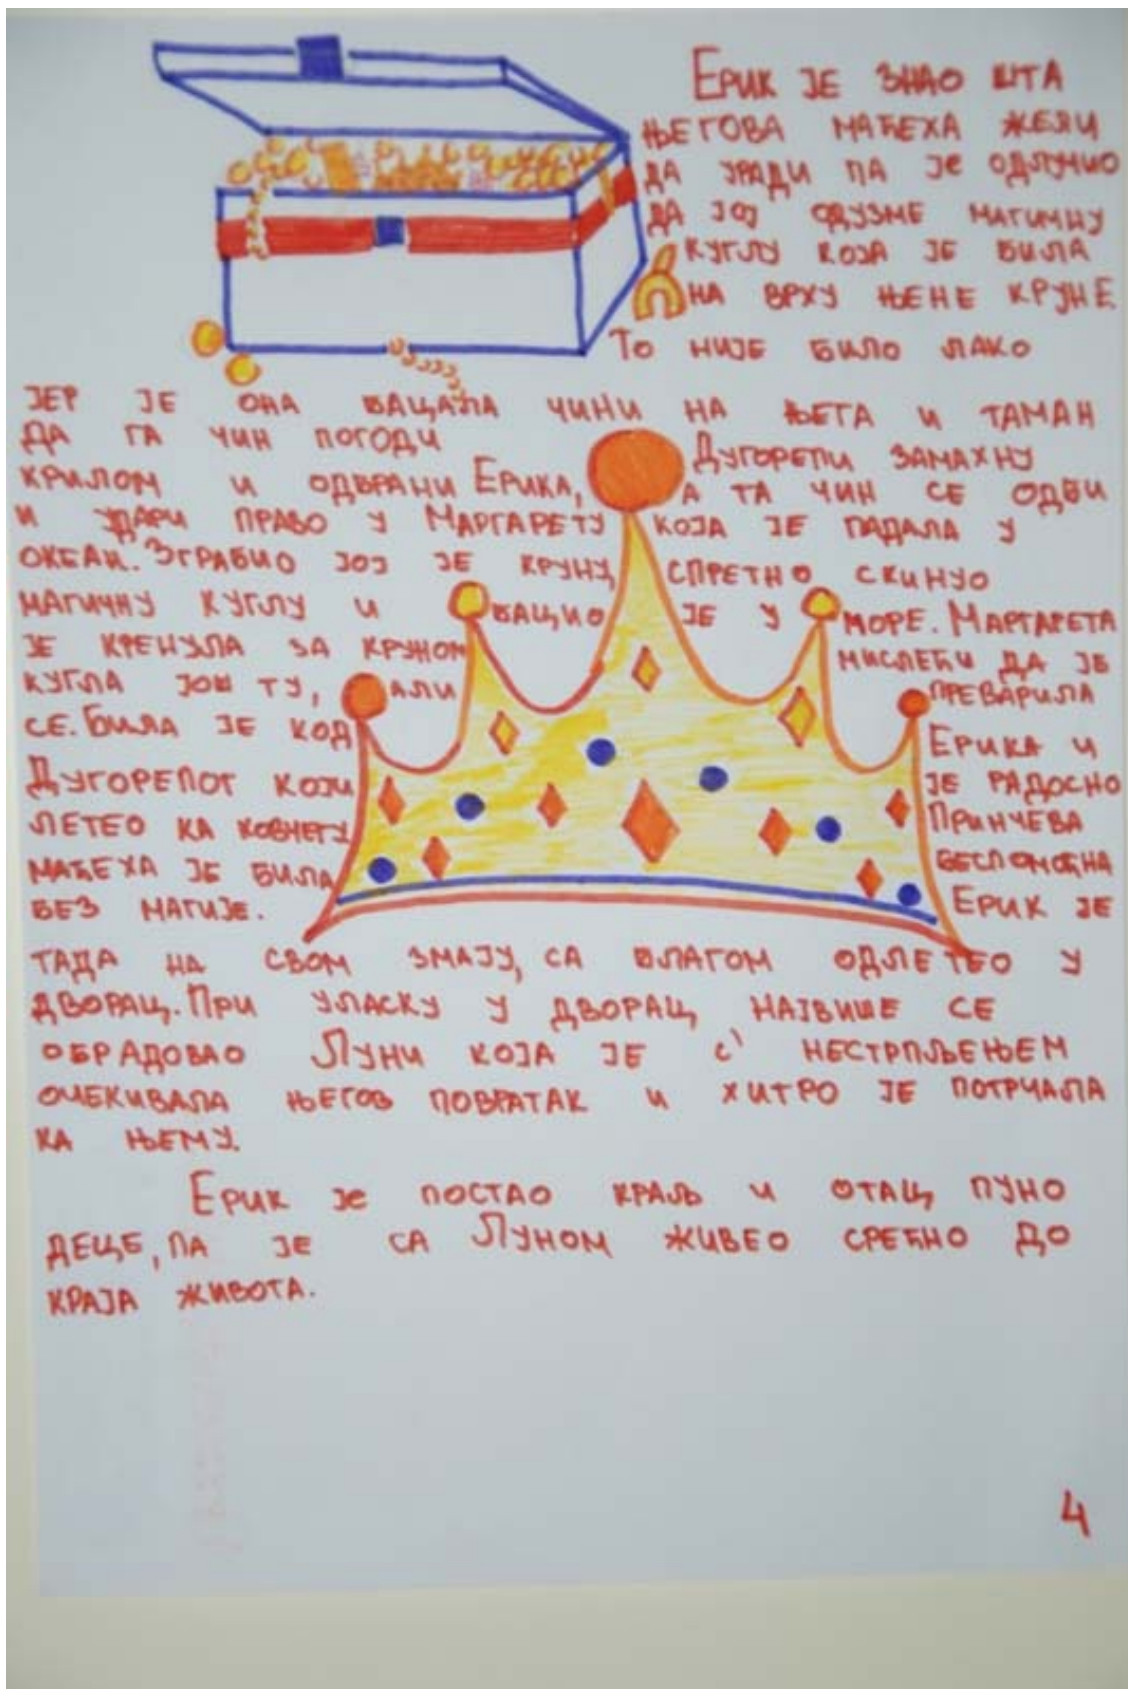 Ерик је знао шта
његова маћеха жели
да уради па је одлучио
да јој одузме магичну
куглу која је била
на врху њене круне.
То није било лако
јер је она бацала чини на њега и таман
да га чин погоди Дугорепи замахну
крилом и одбрани Ерика, а та чин се одби
и удари право у Маргарету која је падала у
океан. Зграбио јој је круну, спретно скинуо
магичну куглу и бацио је у море. Маргарета
је кренула за круном мислећи да је
кугла још ту, али преварила
се. Била је код Ерика и
Дугорепог који је радосно
летео ка ковчегу Принчева
маћеха је била беспомоћна
без магије. Ерик је
тада на свом змају, са благом одлетео у
дворац. При уласку у дворац највише се
обрадовао Луни која је с' нестрпљењем
очекивала његов повратак и хитро је потрчала
ка њему.
Ерик је постао краљ и отац пуно
деце, па је са Луном живео срећно до
краја живота.
4